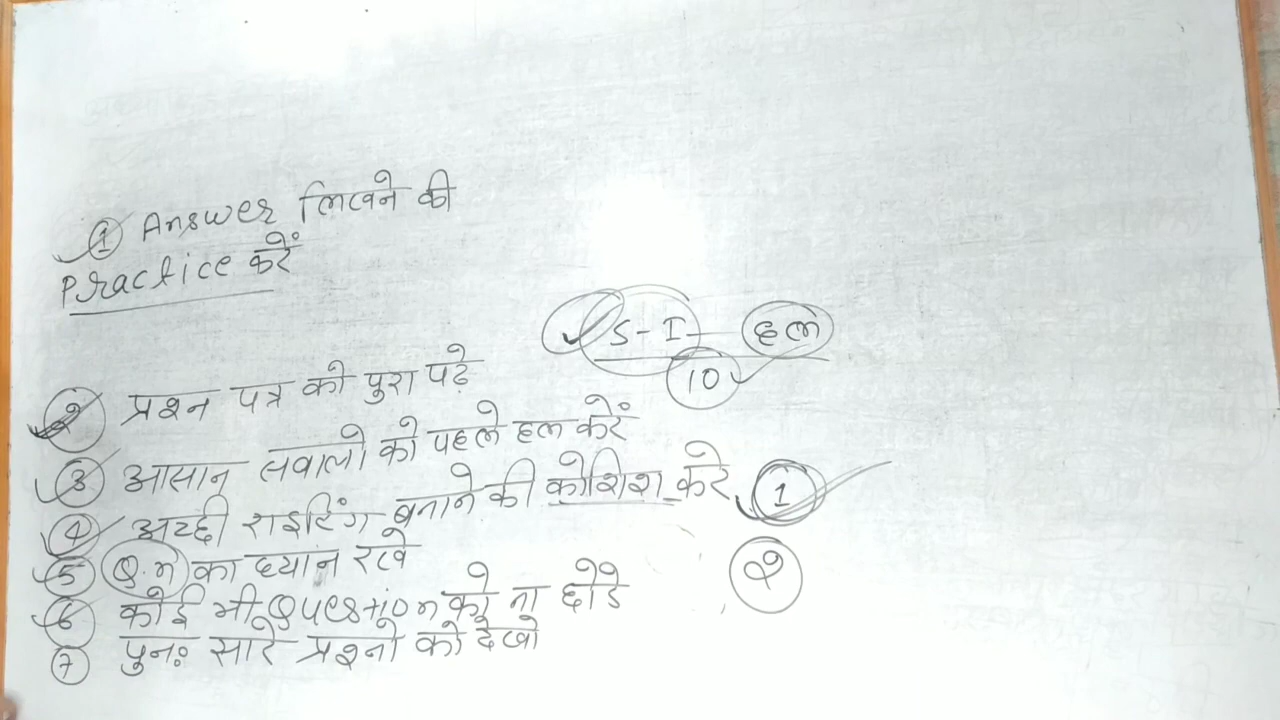 ① Answer लिखने की
Practice करें
S-I हल
10
② प्रश्न पत्र को पुरा पढ़े
③ आसान सवालो को पहले हल करें
④ अच्छी राइटिंग बनाने की कोशिश करे 1
⑤ Q.n का ध्यान रखे
२
⑥ कोई भी Question को ना छोडे
⑦ पुनः सारे प्रश्नो को देखो